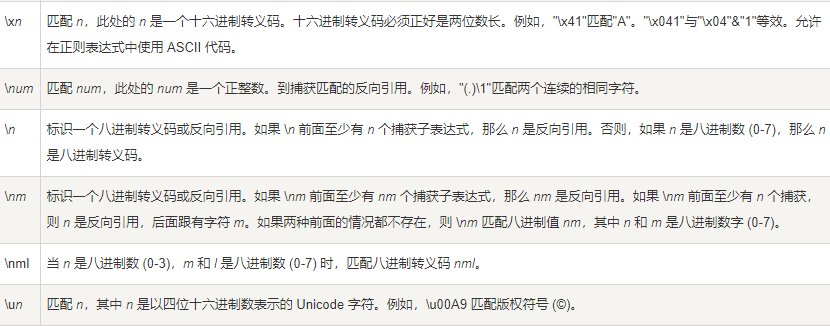 \xn 匹配 n，此处的 n 是一个十六进制转义码。十六进制转义码必须正好是两位数长。例如，"\x41"匹配"A"。"\x041"与"\x04"&"1"等效。允许
在正则表达式中使用 ASCII 代码。
\num 匹配 num，此处的 num 是一个正整数。到捕获匹配的反向引用。例如，"(.)\1"匹配两个连续的相同字符。
\n 标识一个八进制转义码或反向引用。如果 \n 前面至少有 n 个捕获子表达式，那么 n 是反向引用。否则，如果 n 是八进制数 (0-7)，那么 n
是八进制转义码。
\nm 标识一个八进制转义码或反向引用。如果 \nm 前面至少有 nm 个捕获子表达式，那么 nm 是反向引用。如果 \nm 前面至少有 n 个捕获，
则 n 是反向引用，后面跟有字符 m。如果两种前面的情况都不存在，则 \nm 匹配八进制值 nm，其中 n 和 m 是八进制数字 (0-7)。
\nml 当 n 是八进制数 (0-3)，m 和 l 是八进制数 (0-7) 时，匹配八进制转义码 nml。
\un 匹配 n，其中 n 是以四位十六进制数表示的 Unicode 字符。例如，\u00A9 匹配版权符号 (©)。